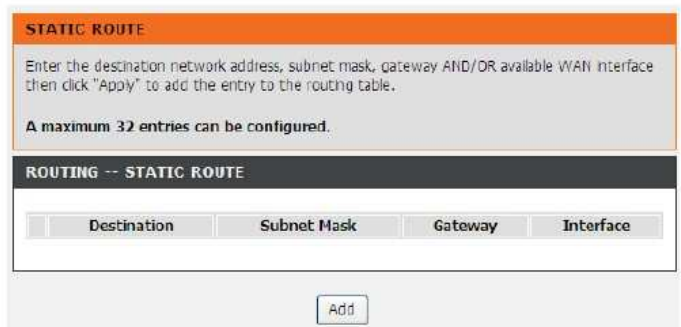 STATIC ROUTE
Enter the destination network address, subnet mask, gateway AND/OR available WAN interface
then click "Apply" to add the entry to the routing table.
A maximum 32 entries can be configured.
ROUTING -- STATIC ROUTE
Destination Subnet Mask Gateway Interface
Add